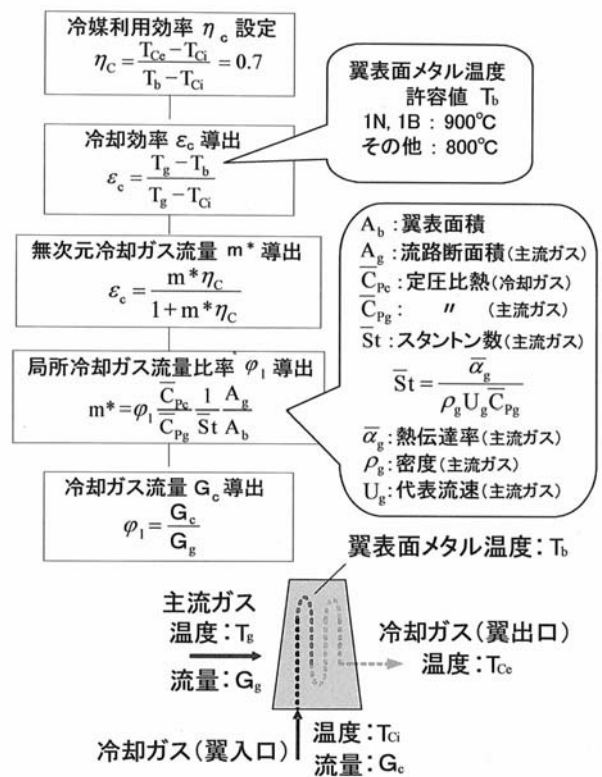 冷媒利用効率 η c 設定
η_C = (T_Ce − T_Ci) / (T_b − T_Ci) = 0.7
翼表面メタル温度
許容値 T_b
1N, 1B : 900℃
その他 : 800℃
冷却効率 ε_c 導出
ε_c = (T_g − T_b) / (T_g − T_Ci)
無次元冷却ガス流量 m* 導出
ε_c = m*η_C / (1 + m*η_C)
局所冷却ガス流量比率 φ_l 導出
m* = φ_l (C̅_Pc / C̅_Pg) (1 / S̅t) (A_g / A_b)
冷却ガス流量 G_c 導出
φ_l = G_c / G_g
A_b : 翼表面積
A_g : 流路断面積(主流ガス)
C̅_Pc : 定圧比熱(冷却ガス)
C̅_Pg : 〃 (主流ガス)
S̅t : スタントン数(主流ガス)
S̅t = α̅_g / (ρ_g U_g C̅_Pg)
α̅_g : 熱伝達率(主流ガス)
ρ_g : 密度(主流ガス)
U_g : 代表流速(主流ガス)
翼表面メタル温度 : T_b
主流ガス
温度 : T_g
流量 : G_g
冷却ガス(翼出口)
温度 : T_Ce
冷却ガス(翼入口)
温度 : T_Ci
流量 : G_c